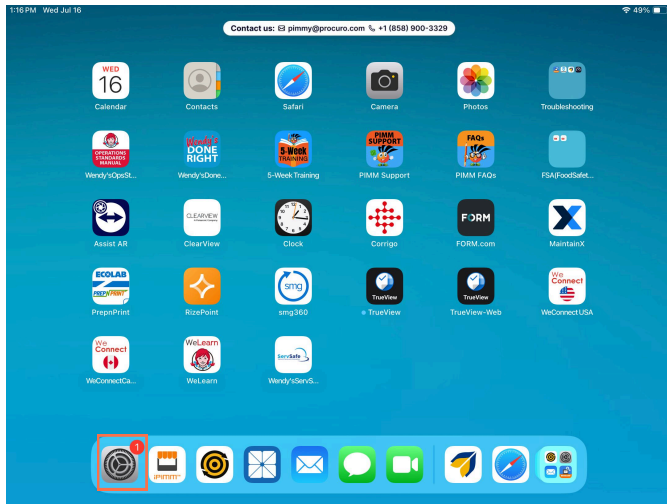 1:16 PM Wed Jul 16
49%
Contact us: pimmy@procuro.com +1 (858) 900-3329
WED
16
Calendar
Contacts
Safari
Camera
Photos
Troubleshooting
OPERATIONS
STANDARDS
MANUAL
Wendy's
DONE
RIGHT
5-Week
TRAINING
PIMM
SUPPORT
FAQs
Wendy'sOpsSt...
Wendy'sDone...
5-Week Training
PIMM Support
PIMM FAQs
FSA(FoodSafet...
CLEARVIEW
FORM
Assist AR
ClearView
Clock
Corrigo
FORM.com
MaintainX
ECOLAB
PREPNPRINT
smg
TrueView
TrueView
We
Connect
PrepnPrint
RizePoint
smg360
TrueView
TrueView-Web
WeConnect USA
We
Connect
WeLearn
ServSafe
WeConnectCa...
WeLearn
Wendy'sServS...
1
iPIMM